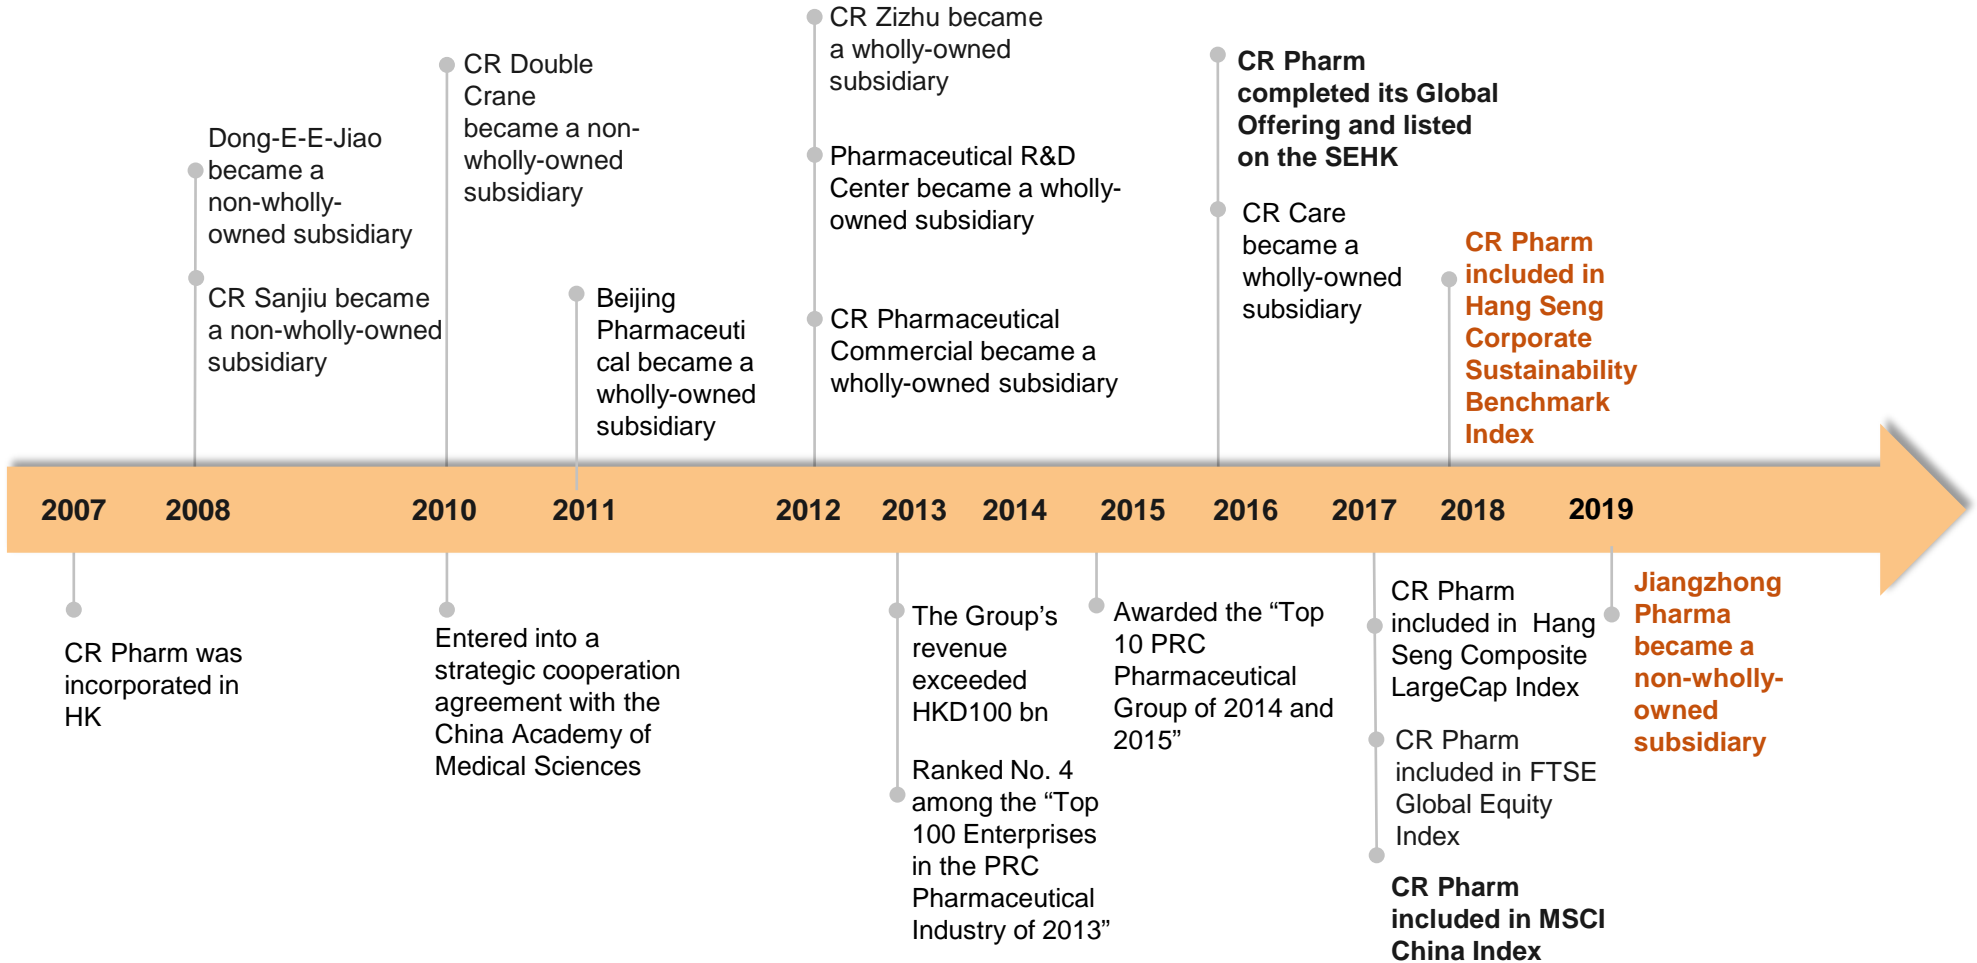 Dong-E-E-Jiao
became a
non-wholly-
owned subsidiary
CR Sanjiu became
a non-wholly-owned
subsidiary
CR Double
Crane
became a non-
wholly-owned
subsidiary
Beijing
Pharmaceuti
cal became a
wholly-owned
subsidiary
CR Zizhu became
a wholly-owned
subsidiary
Pharmaceutical R&D
Center became a wholly-
owned subsidiary
CR Pharmaceutical
Commercial became a
wholly-owned subsidiary
CR Pharm
completed its Global
Offering and listed
on the SEHK
CR Care
became a
wholly-owned
subsidiary
CR Pharm
included in
Hang Seng
Corporate
Sustainability
Benchmark
Index
2007 2008 2010 2011 2012 2013 2014 2015 2016 2017 2018 2019
CR Pharm was
incorporated in
HK
Entered into a
strategic cooperation
agreement with the
China Academy of
Medical Sciences
The Group’s
revenue
exceeded
HKD100 bn
Ranked No. 4
among the “Top
100 Enterprises
in the PRC
Pharmaceutical
Industry of 2013”
Awarded the “Top
10 PRC
Pharmaceutical
Group of 2014 and
2015”
CR Pharm
included in Hang
Seng Composite
LargeCap Index
CR Pharm
included in FTSE
Global Equity
Index
CR Pharm
included in MSCI
China Index
Jiangzhong
Pharma
became a
non-wholly-
owned
subsidiary